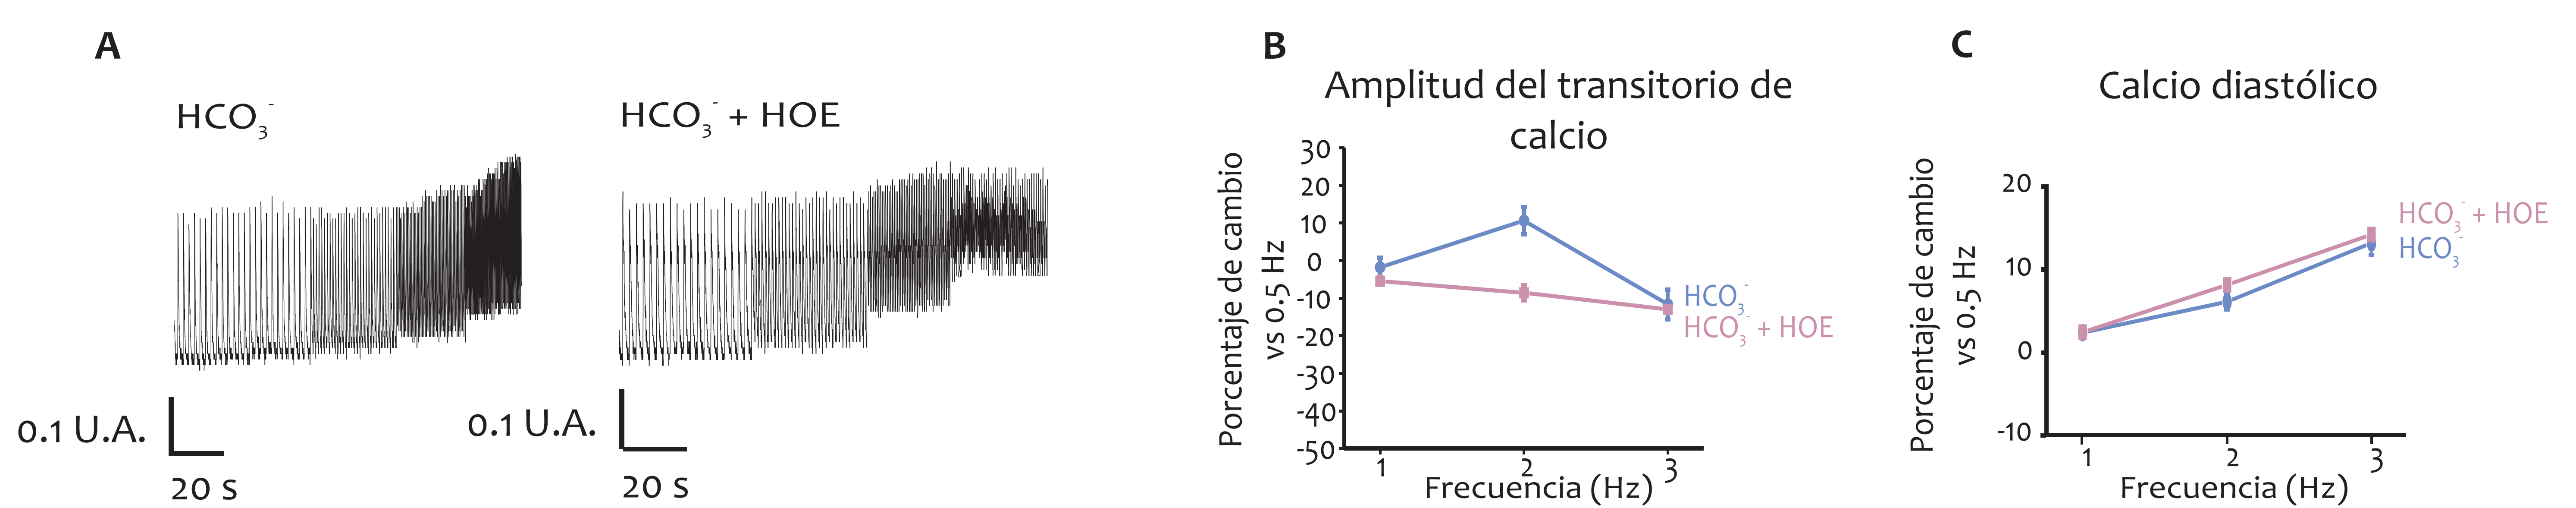 A
HCO₃⁻
HCO₃⁻ + HOE
0.1 U.A.
20 s
0.1 U.A.
20 s
B
Amplitud del transitorio de
calcio
Porcentaje de cambio
vs 0.5 Hz
30
20
10
0
-10
-20
-30
-40
-50
1
2
3
Frecuencia (Hz)
HCO₃⁻
HCO₃⁻ + HOE
C
Calcio diastólico
Porcentaje de cambio
vs 0.5 Hz
20
10
0
-10
1
2
3
Frecuencia (Hz)
HCO₃⁻ + HOE
HCO₃⁻